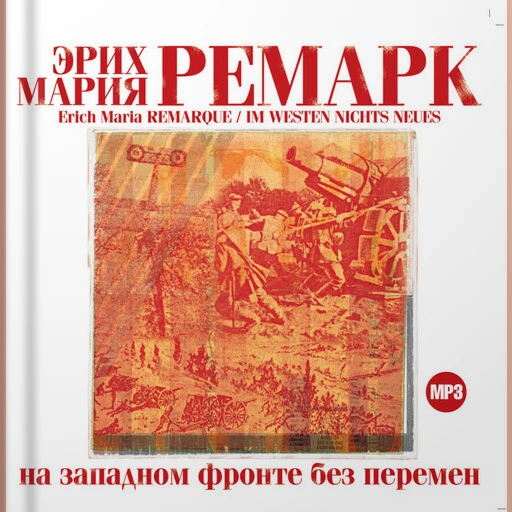 ЭРИХ МАРИЯ РЕМАРК
Erich Maria REMARQUE / IM WESTEN NICHTS NEUES
MP3
на западном фронте без перемен